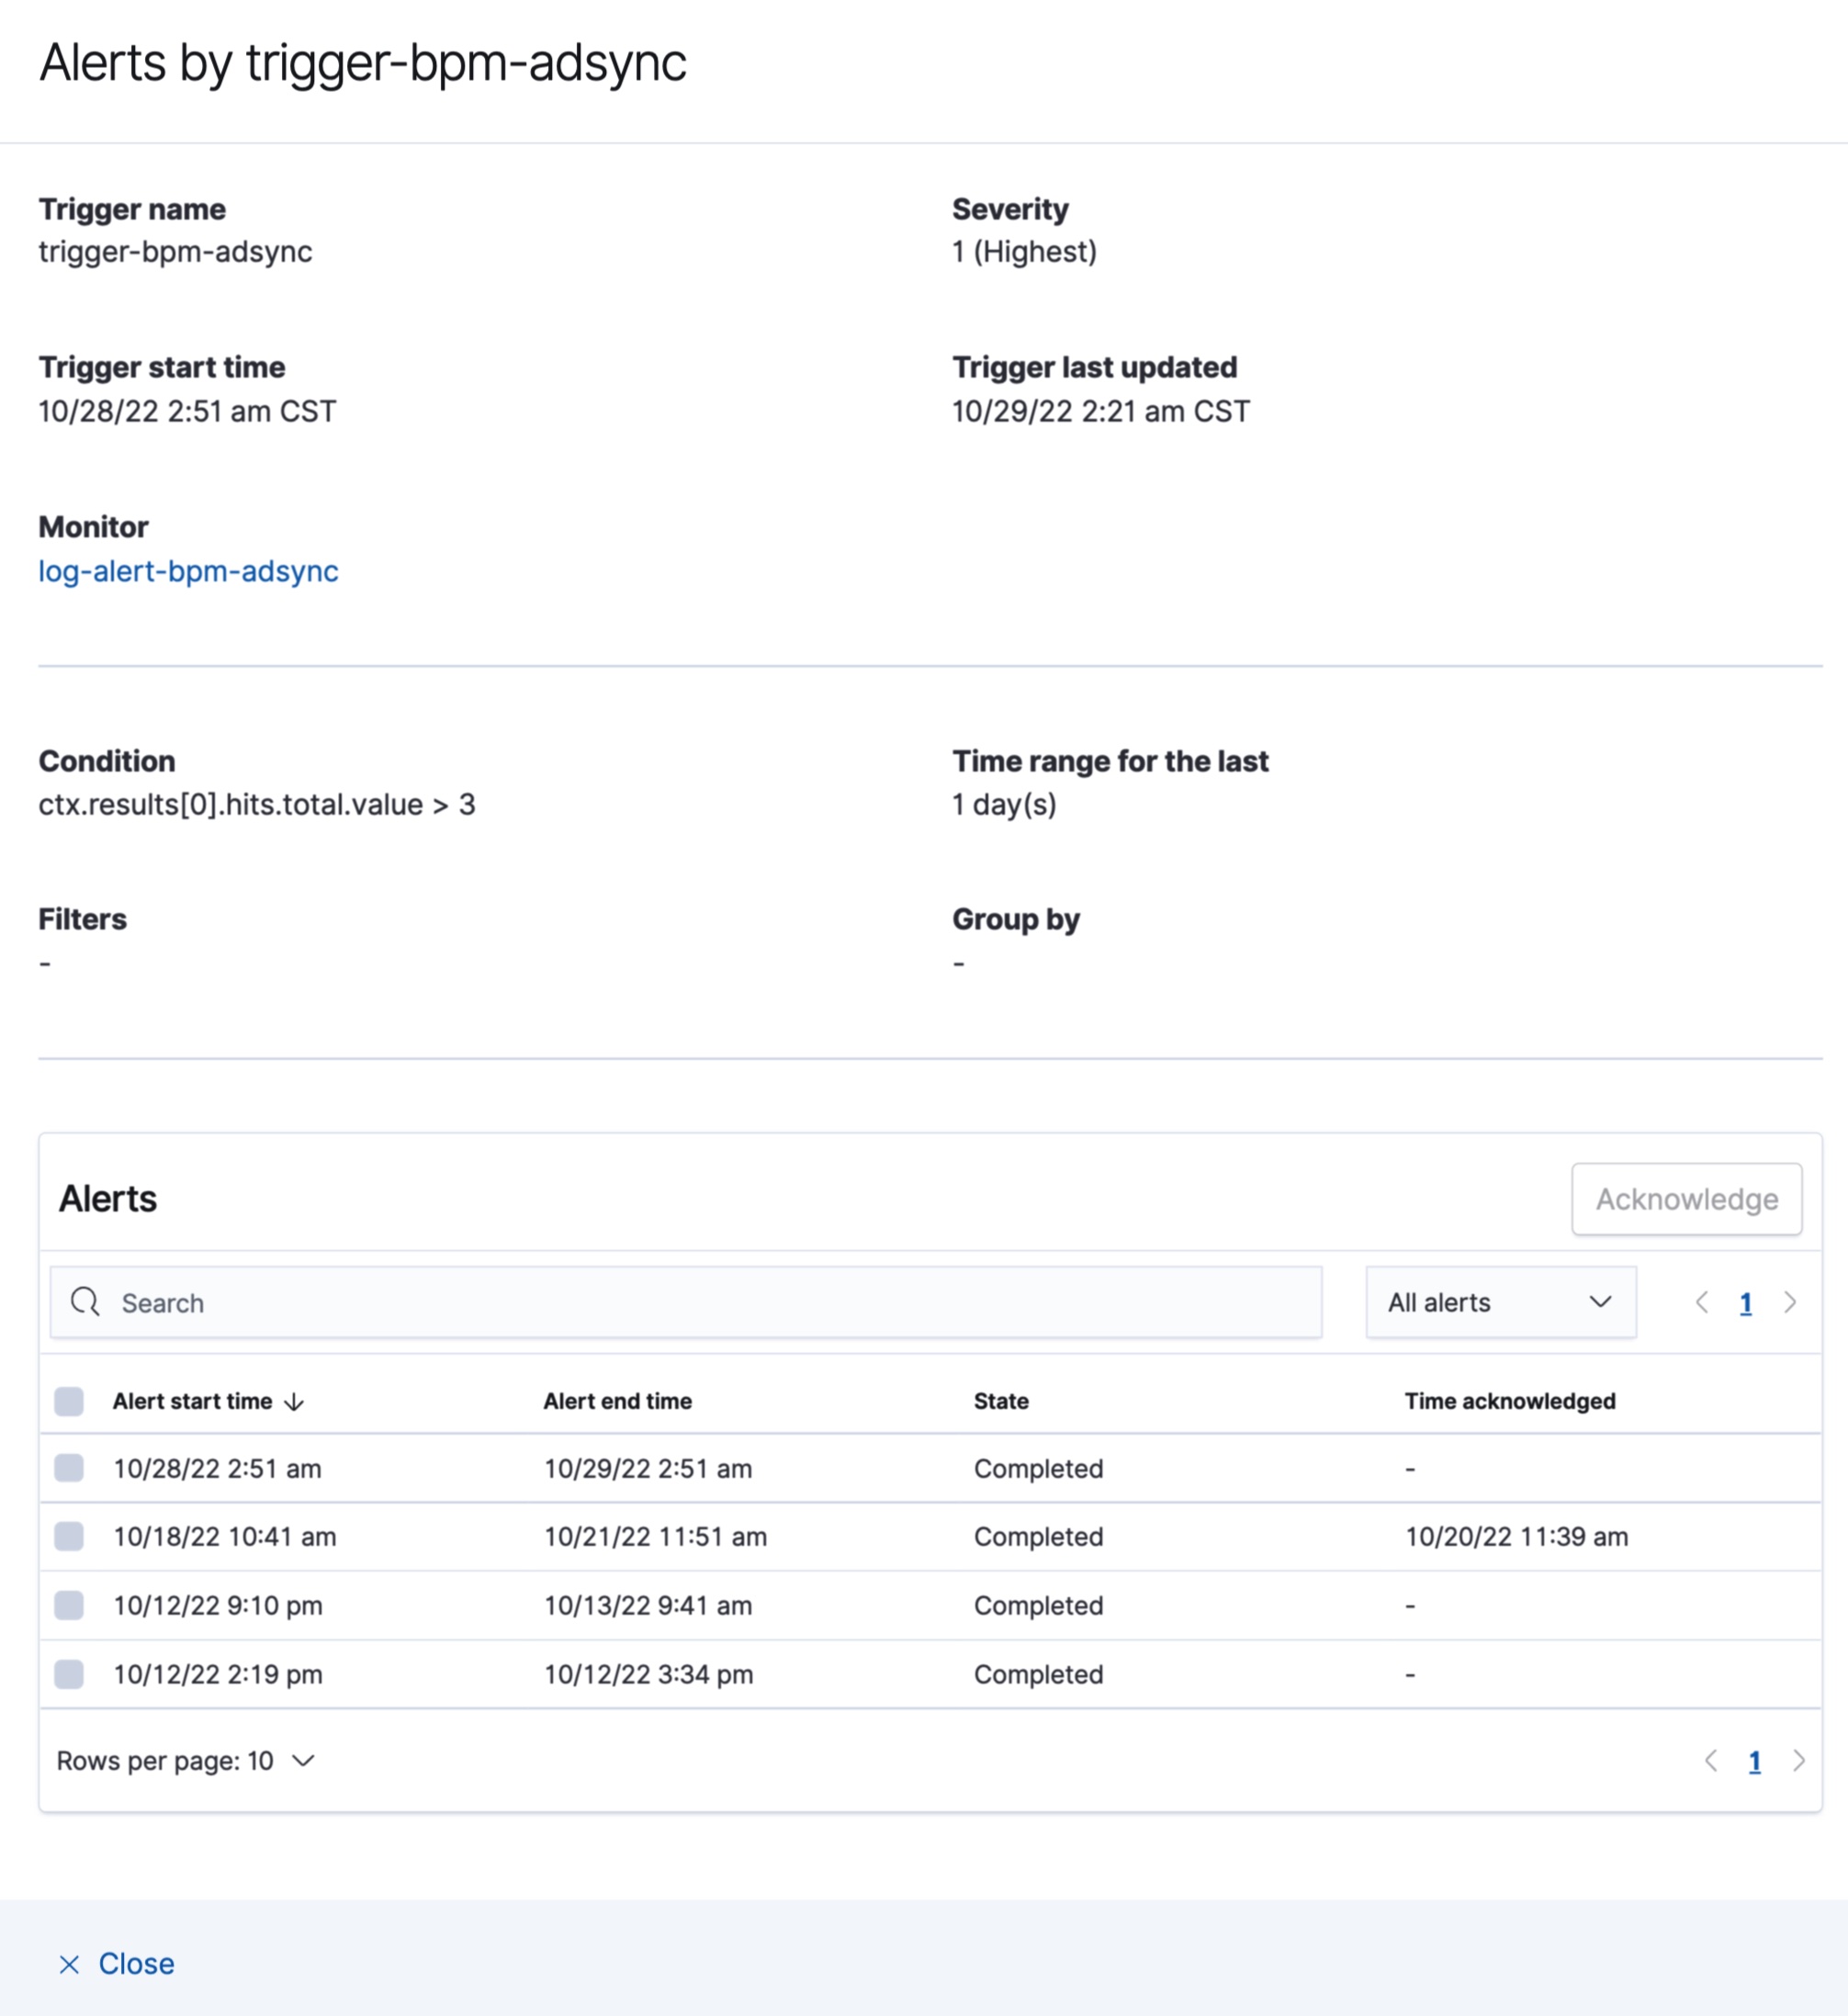 Alerts by trigger-bpm-adsync
Trigger name
trigger-bpm-adsync
Severity
1 (Highest)
Trigger start time
10/28/22 2:51 am CST
Trigger last updated
10/29/22 2:21 am CST
Monitor
log-alert-bpm-adsync
Condition
ctx.results[0].hits.total.value > 3
Time range for the last
1 day(s)
Filters
-
Group by
-
Alerts
Acknowledge
Search
All alerts
1
Alert start time Alert end time State Time acknowledged
10/28/22 2:51 am 10/29/22 2:51 am Completed -
10/18/22 10:41 am 10/21/22 11:51 am Completed 10/20/22 11:39 am
10/12/22 9:10 pm 10/13/22 9:41 am Completed -
10/12/22 2:19 pm 10/12/22 3:34 pm Completed -
Rows per page: 10
1
Close